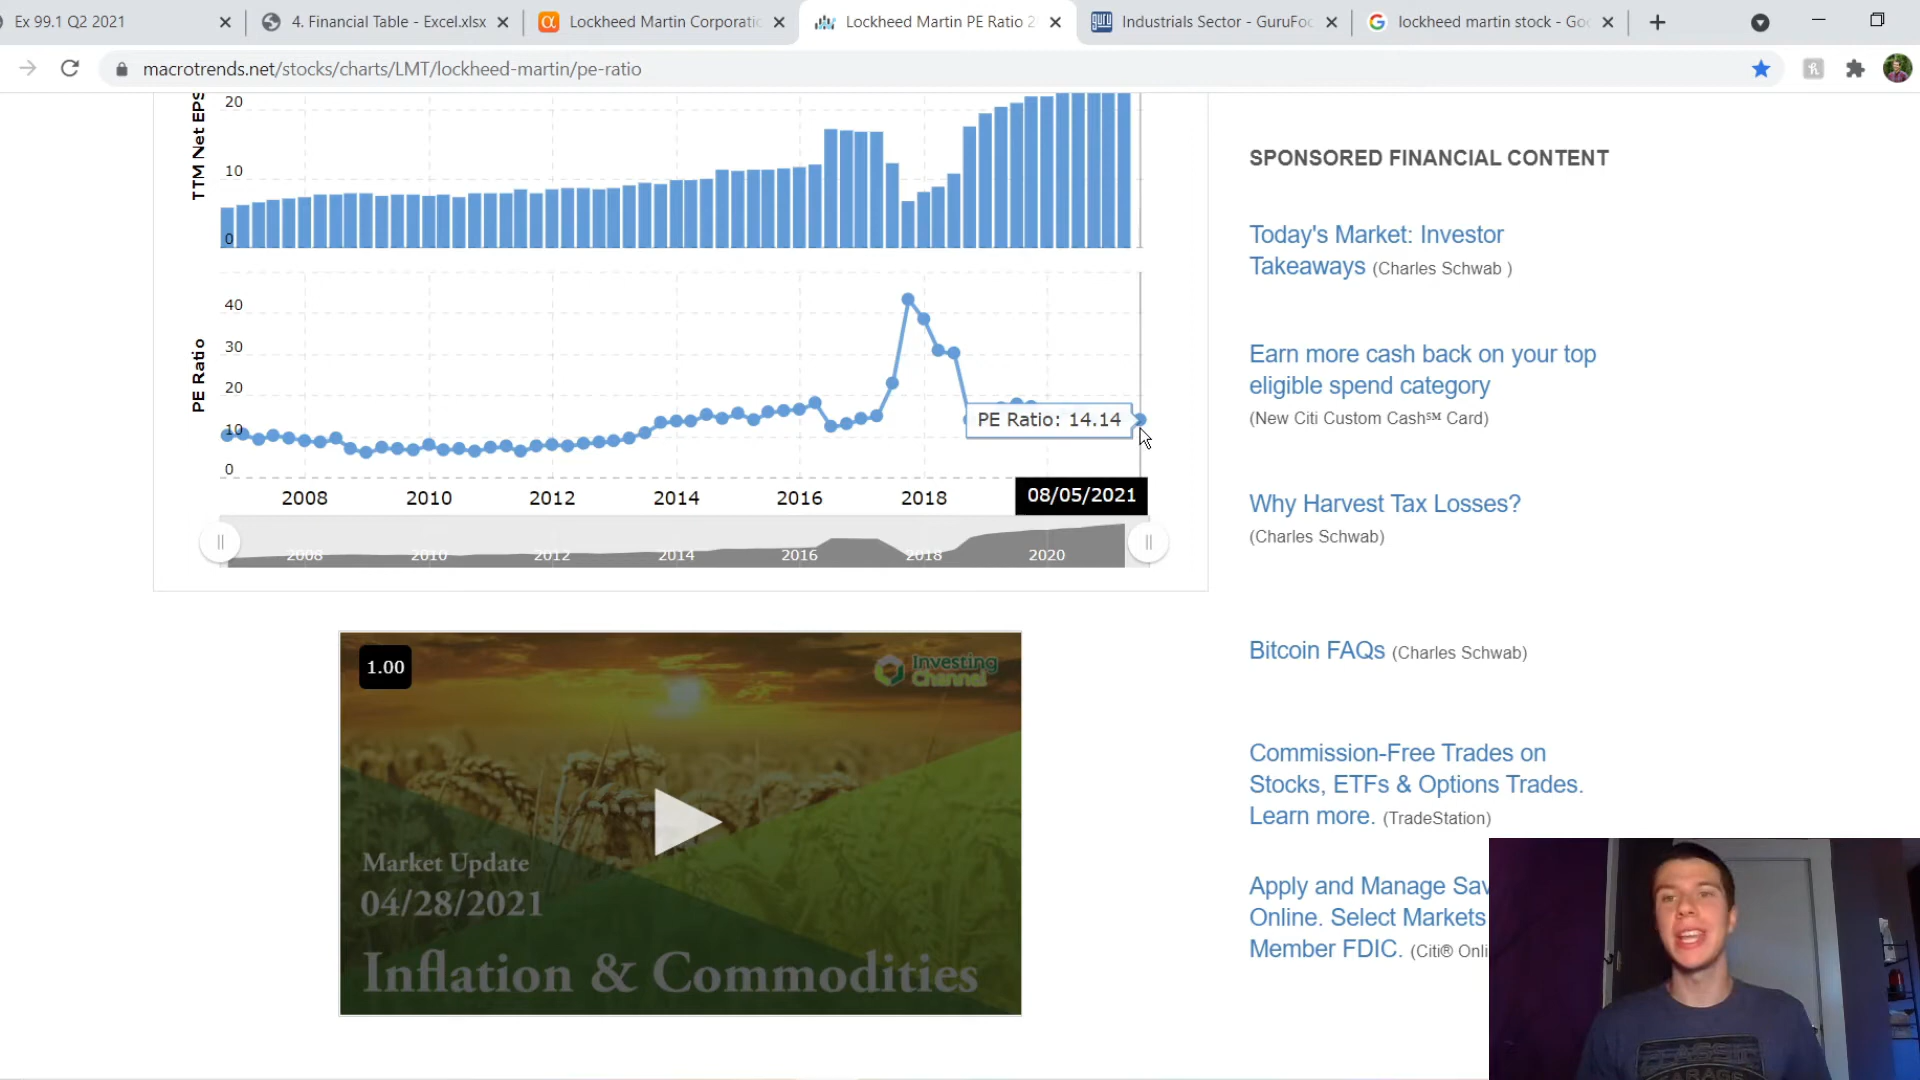 Ex 99.1 Q2 2021
4. Financial Table - Excel.xlsx
Lockheed Martin Corporatic
Lockheed Martin PE Ratio 2
Industrials Sector - GuruFoc
lockheed martin stock - Goo
macrotrends.net/stocks/charts/LMT/lockheed-martin/pe-ratio
TTM Net EPS
20
10
0
PE Ratio
40
30
20
10
0
PE Ratio: 14.14
2008 2010 2012 2014 2016 2018
08/05/2021
2008 2010 2012 2014 2016 2018 2020
1.00
Investing
Channel
Market Update
04/28/2021
Inflation & Commodities
SPONSORED FINANCIAL CONTENT
Today's Market: Investor
Takeaways (Charles Schwab )
Earn more cash back on your top
eligible spend category
(New Citi Custom Cash℠ Card)
Why Harvest Tax Losses?
(Charles Schwab)
Bitcoin FAQs (Charles Schwab)
Commission-Free Trades on
Stocks, ETFs & Options Trades.
Learn more. (TradeStation)
Apply and Manage Sav
Online. Select Markets
Member FDIC. (Citi® Onli
CLASSIC
GARAGE